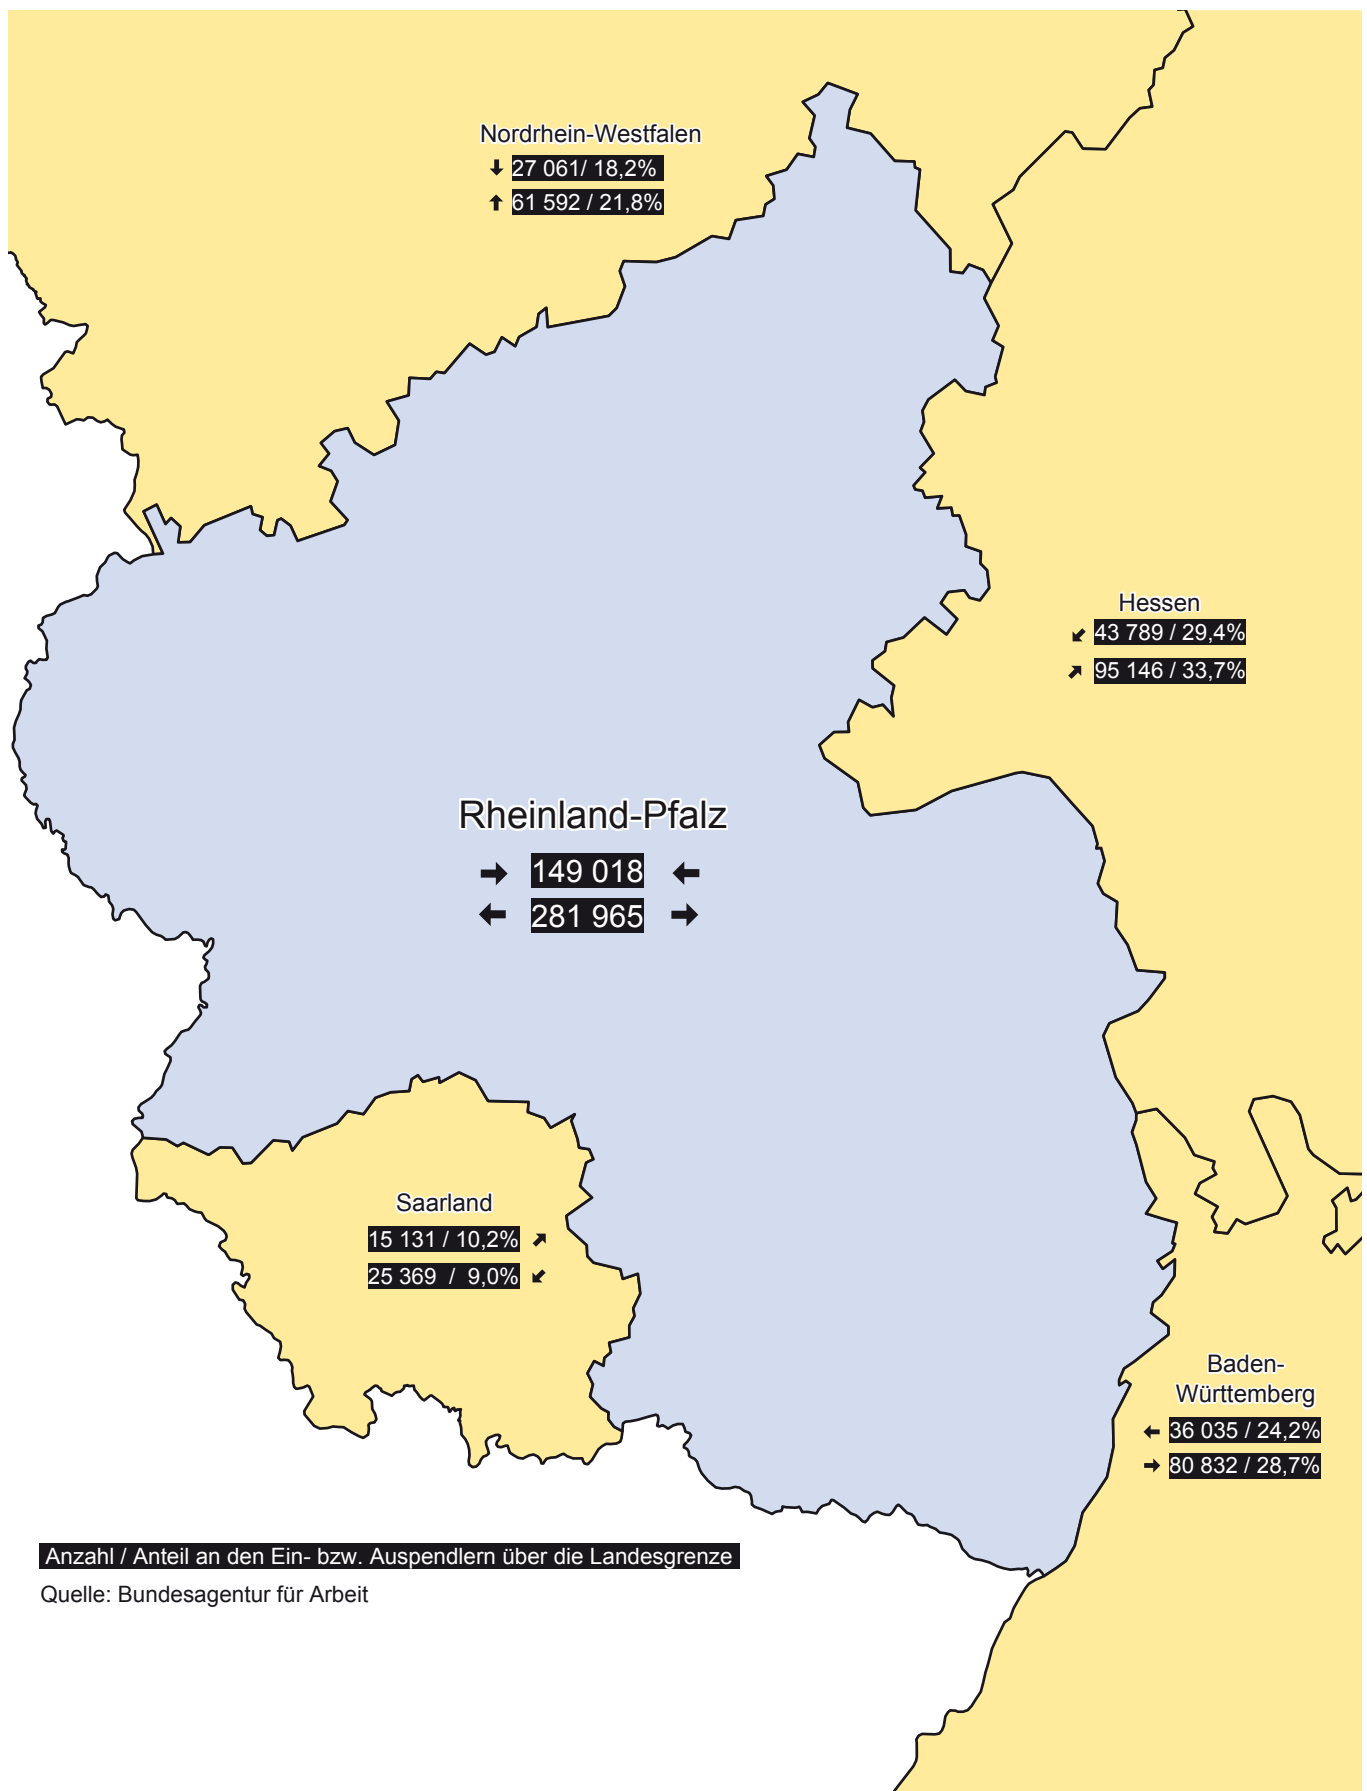 Nordrhein-Westfalen
27 061/ 18,2%
61 592 / 21,8%
Hessen
43 789 / 29,4%
95 146 / 33,7%
Rheinland-Pfalz
149 018
281 965
Saarland
15 131 / 10,2%
25 369 / 9,0%
Baden-
Württemberg
36 035 / 24,2%
80 832 / 28,7%
Anzahl / Anteil an den Ein- bzw. Auspendlern über die Landesgrenze
Quelle: Bundesagentur für Arbeit